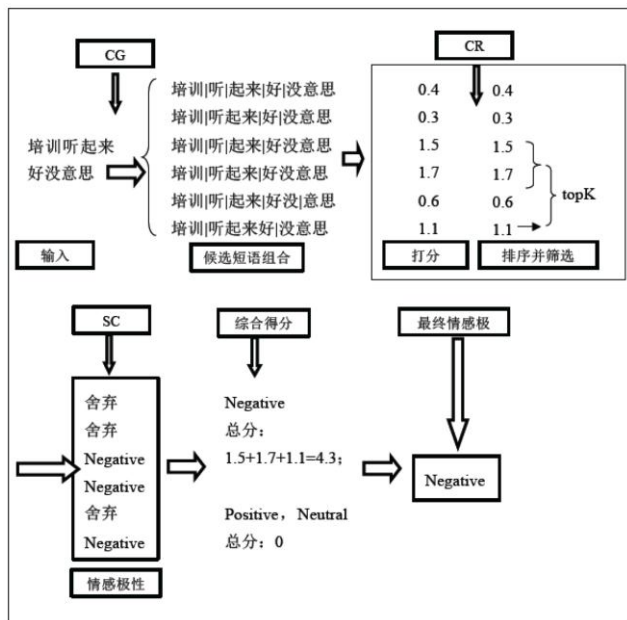 CG
CR
培训|听|起来|好|没意思
培训|听|起来|好|没意思
培训|听起来|好|没意思
培训|听起来|好|没意思
培训|听|起来|好没|意思
培训|听起来好|没意思
培训听起来
好没意思
0.4
0.3
1.5
1.7
0.6
1.1
0.4
0.3
1.5
1.7
0.6
1.1
topK
输入
候选短语组合
打分
排序并筛选
SC
综合得分
最终情感极
舍弃
舍弃
Negative
Negative
舍弃
Negative
Negative
总分:
1.5+1.7+1.1=4.3;
Positive, Neutral
总分: 0
Negative
情感极性